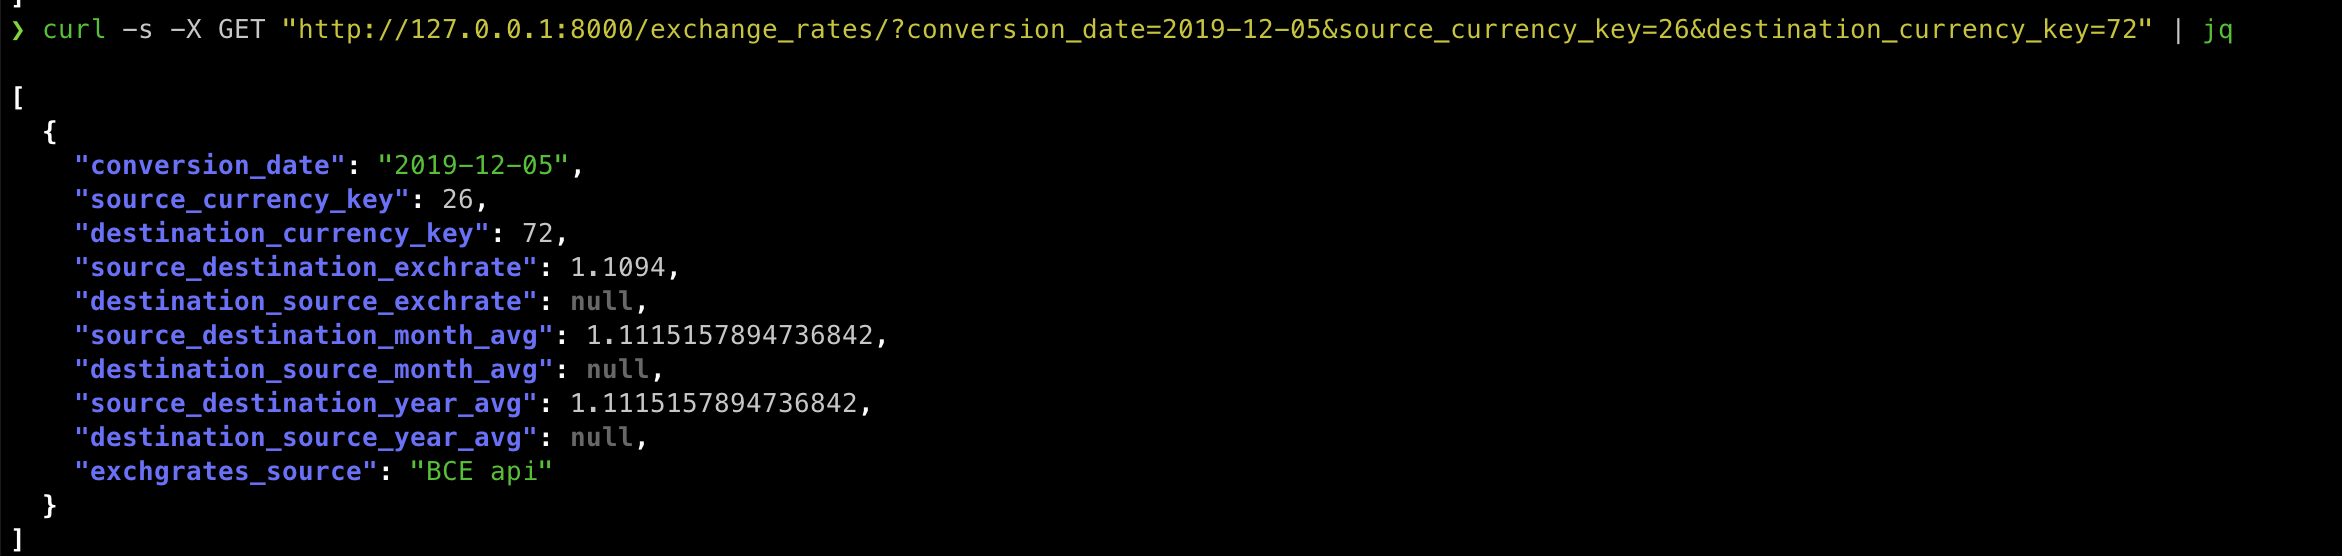 ]
❯ curl -s -X GET "http://127.0.0.1:8000/exchange_rates/?conversion_date=2019-12-05&source_currency_key=26&destination_currency_key=72" | jq
[
  {
    "conversion_date": "2019-12-05",
    "source_currency_key": 26,
    "destination_currency_key": 72,
    "source_destination_exchrate": 1.1094,
    "destination_source_exchrate": null,
    "source_destination_month_avg": 1.1115157894736842,
    "destination_source_month_avg": null,
    "source_destination_year_avg": 1.1115157894736842,
    "destination_source_year_avg": null,
    "exchgrates_source": "BCE api"
  }
]